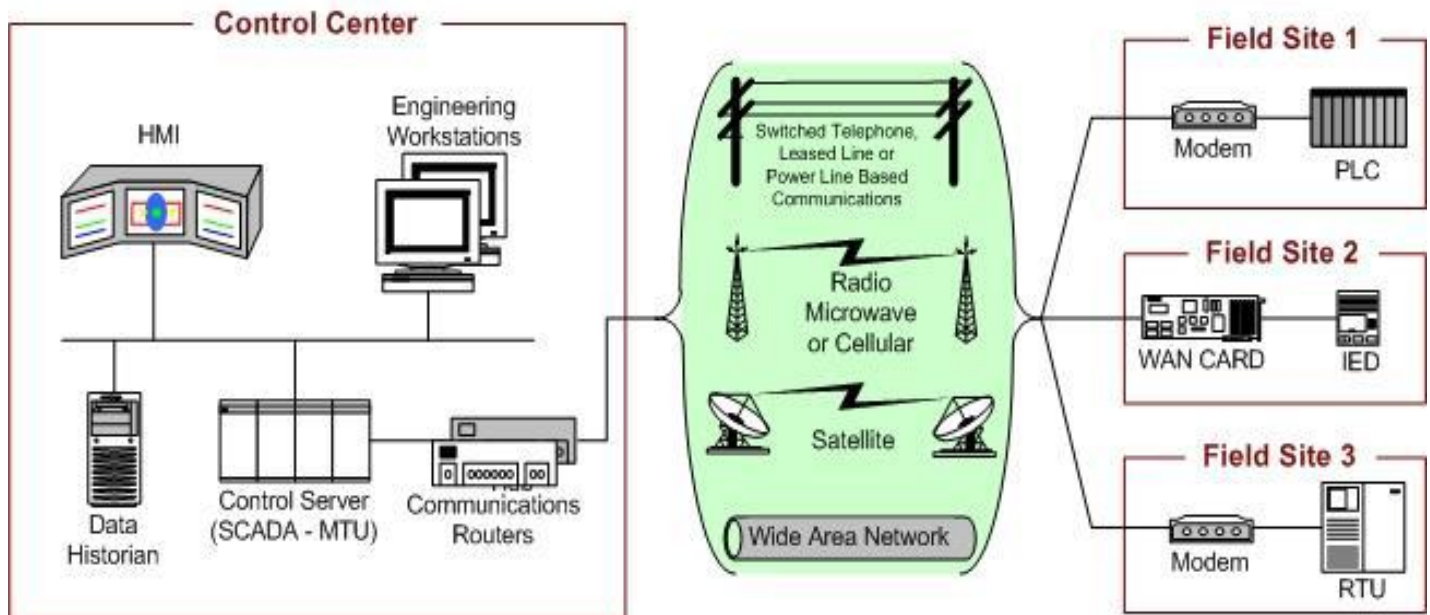 Control Center
HMI
Engineering
Workstations
Data
Historian
Control Server
(SCADA - MTU)
Communications
Routers
Switched Telephone,
Leased Line or
Power Line Based
Communications
Radio
Microwave
or Cellular
Satellite
Wide Area Network
Field Site 1
Modem
PLC
Field Site 2
WAN CARD
IED
Field Site 3
Modem
RTU